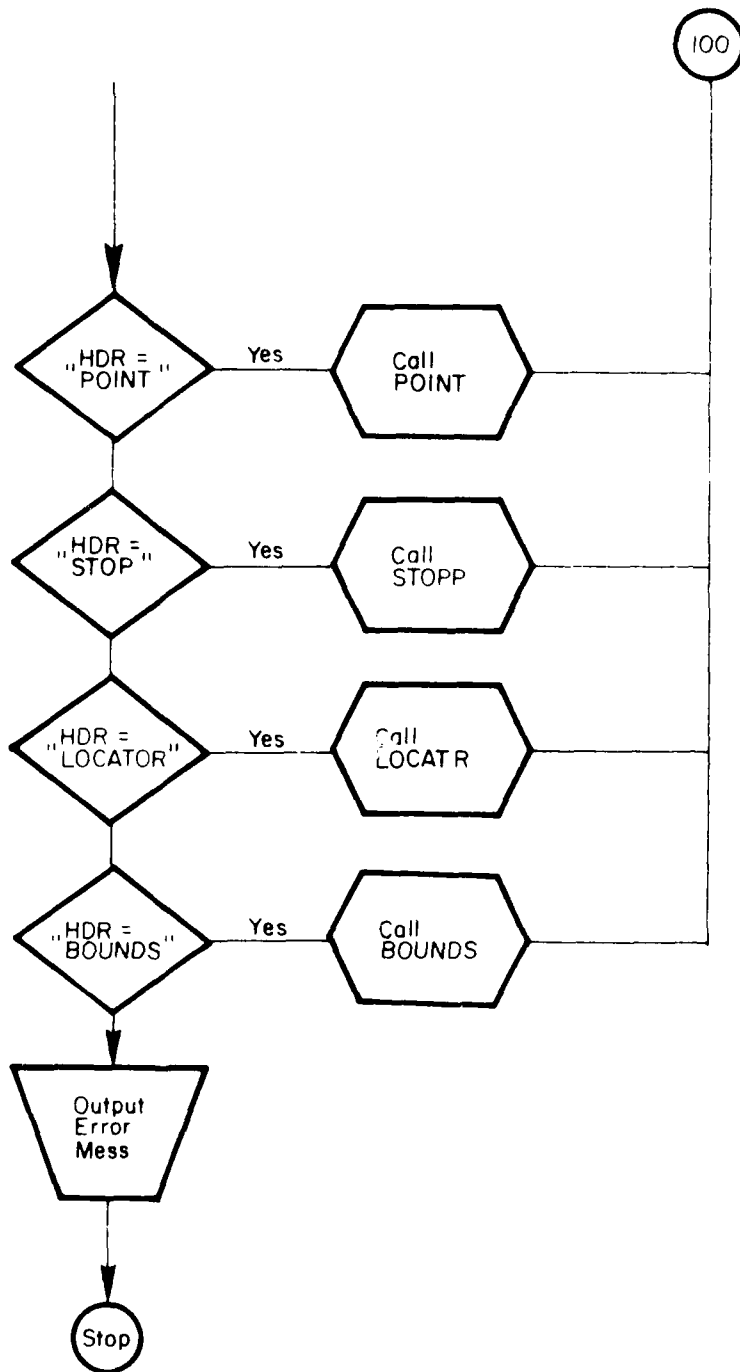 100
"HDR =
POINT"
Yes
Call
POINT
"HDR =
STOP"
Yes
Call
STOPP
"HDR =
LOCATOR"
Yes
Call
LOCATR
"HDR =
BOUNDS"
Yes
Call
BOUNDS
Output
Error
Mess
Stop